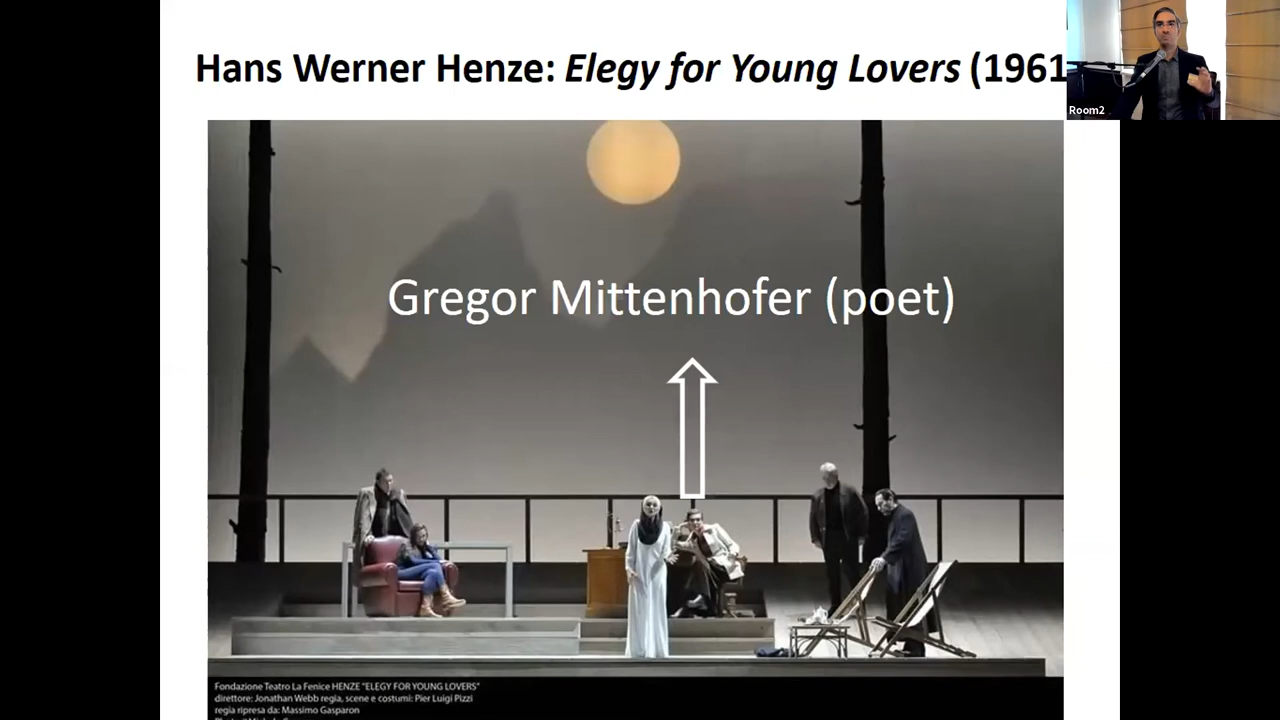 Hans Werner Henze: Elegy for Young Lovers (1961
Room2
Gregor Mittenhofer (poet)
Fondazione Teatro La Fenice HENZE "ELEGY FOR YOUNG LOVERS"
direttore: Jonathan Webb regia, scene e costumi: Pier Luigi Pizzi
regia ripresa da: Massimo Gasparon